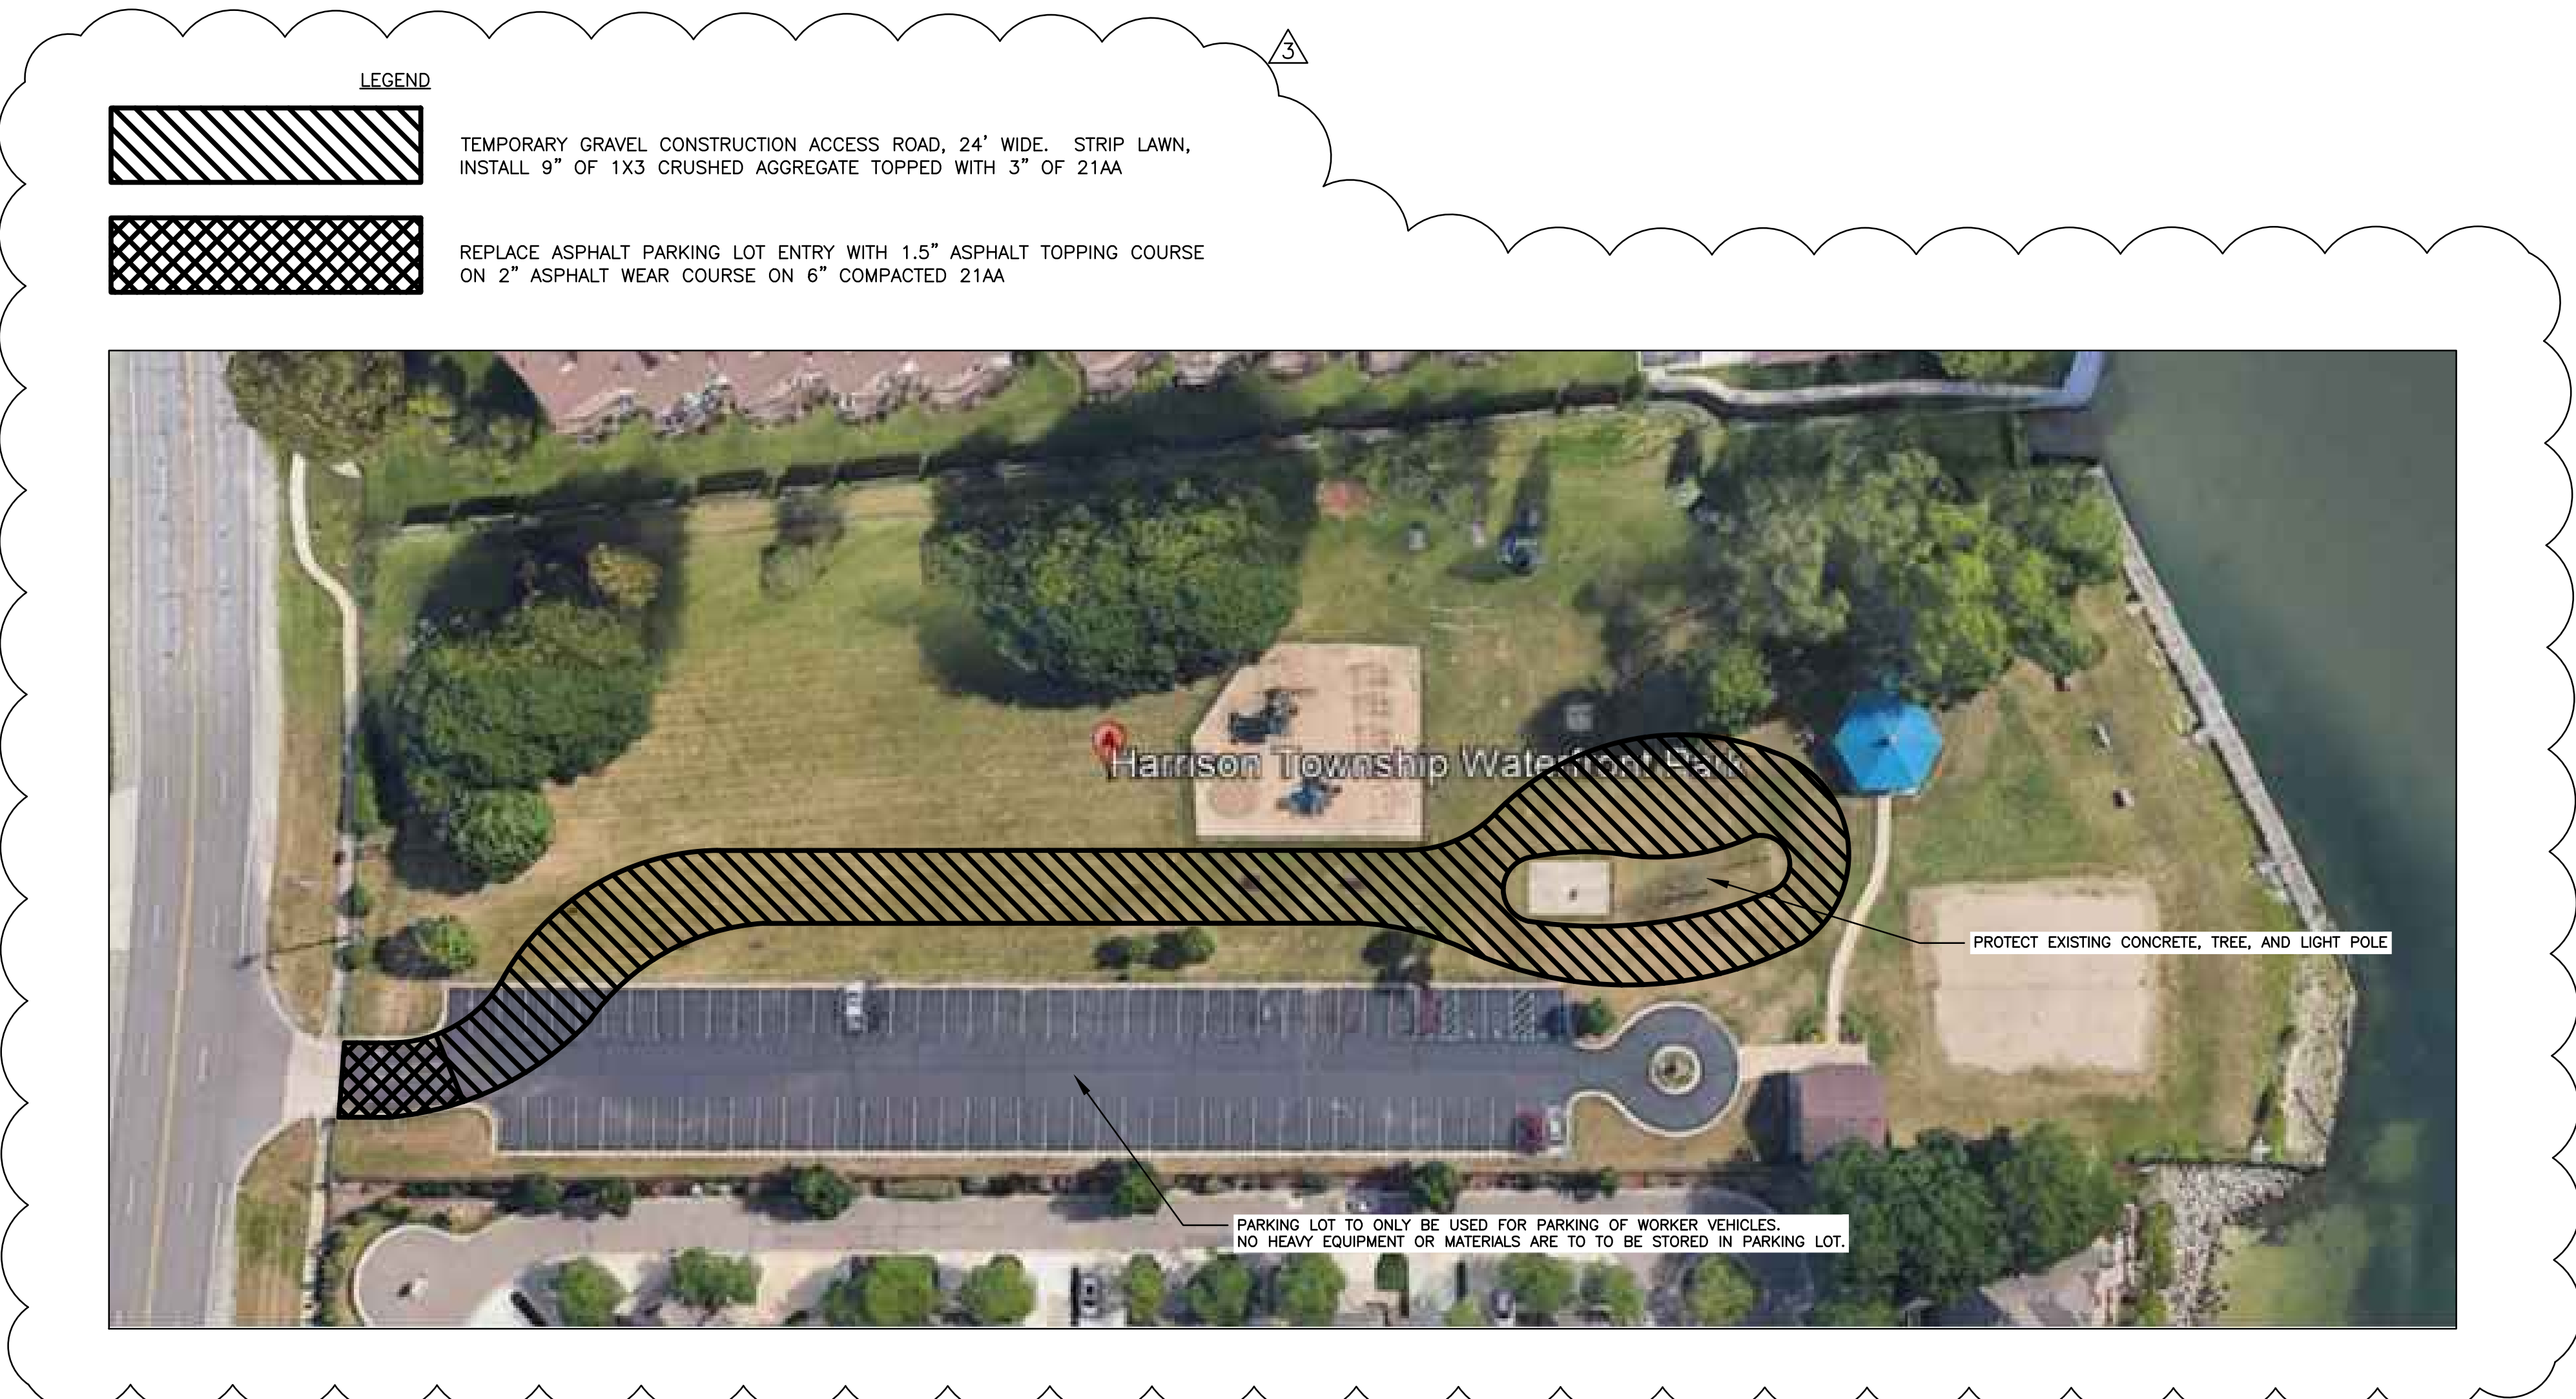 3
LEGEND
TEMPORARY GRAVEL CONSTRUCTION ACCESS ROAD, 24' WIDE. STRIP LAWN,
INSTALL 9" OF 1X3 CRUSHED AGGREGATE TOPPED WITH 3" OF 21AA
REPLACE ASPHALT PARKING LOT ENTRY WITH 1.5" ASPHALT TOPPING COURSE
ON 2" ASPHALT WEAR COURSE ON 6" COMPACTED 21AA
Harrison Township Waterfront Park
PROTECT EXISTING CONCRETE, TREE, AND LIGHT POLE
PARKING LOT TO ONLY BE USED FOR PARKING OF WORKER VEHICLES.
NO HEAVY EQUIPMENT OR MATERIALS ARE TO TO BE STORED IN PARKING LOT.